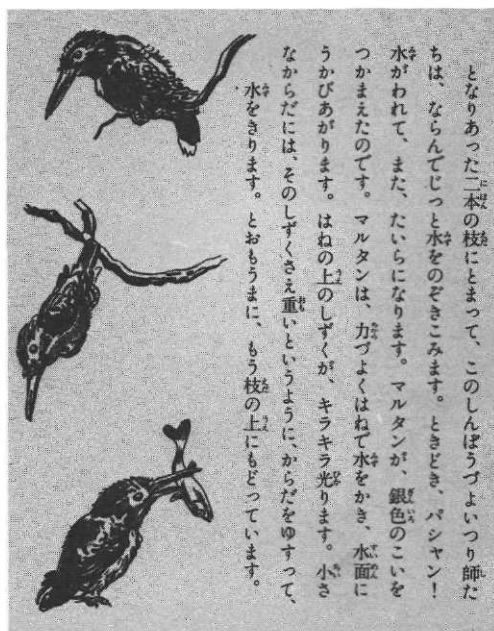 となりあった二本の枝にとまって、このしんぼうづよいつり師た
ちは、ならんでじっと水をのぞきこみます。ときどき、パシャン！
水がわれて、また、たいらになります。マルタンが、銀色のこいを
つかまえたのです。マルタンは、力づよくはねで水をかき、水面に
うかびあがります。はねの上のしずくが、キラキラ光ります。小さ
なからだには、そのしずくさえ重いというように、からだをゆすって、
水をきります。とおもうまに、もう枝の上にもどっています。